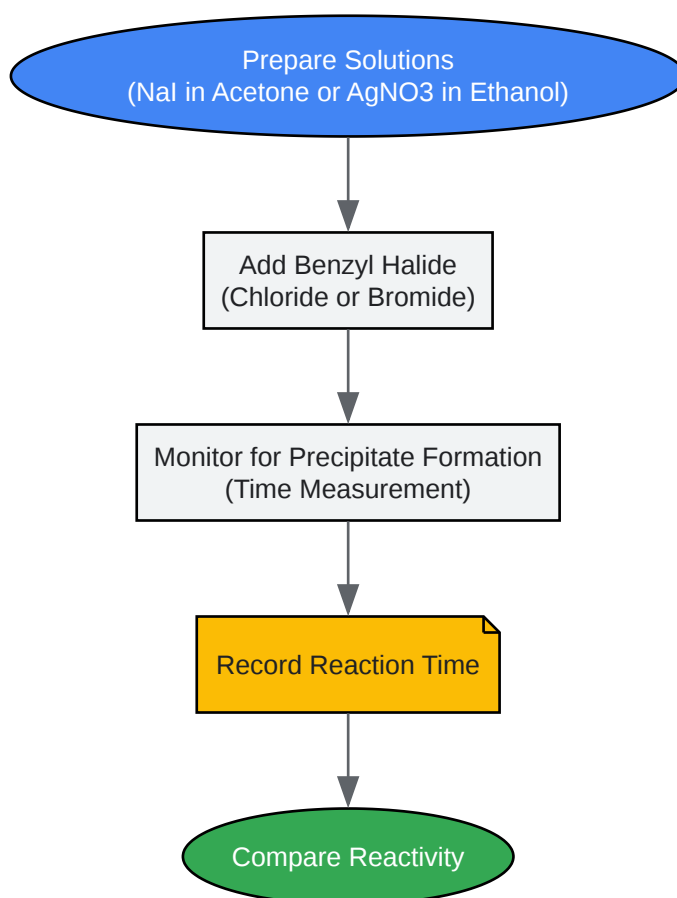 Prepare Solutions
(NaI in Acetone or AgNO3 in Ethanol)
Add Benzyl Halide
(Chloride or Bromide)
Monitor for Precipitate Formation
(Time Measurement)
Record Reaction Time
Compare Reactivity